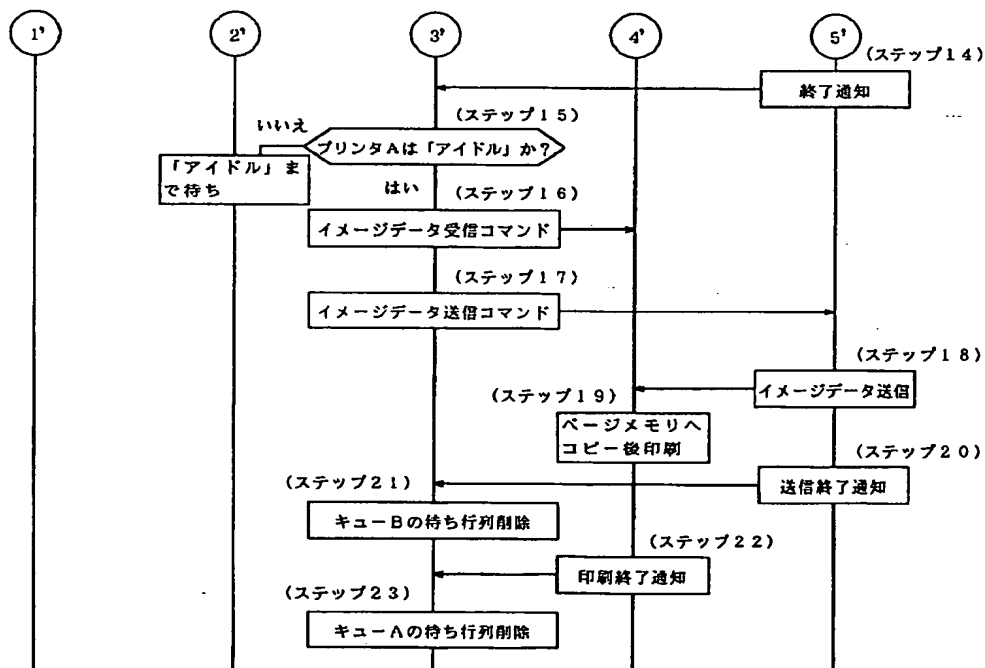 1'
2'
3'
4'
5'
(ステップ14)
終了通知
(ステップ15)
いいえ
プリンタAは「アイドル」か?
「アイドル」ま
で待ち
はい
(ステップ16)
イメージデータ受信コマンド
(ステップ17)
イメージデータ送信コマンド
(ステップ18)
イメージデータ送信
(ステップ19)
ページメモリへ
コピー後印刷
(ステップ20)
送信終了通知
(ステップ21)
キューBの待ち行列削除
(ステップ22)
印刷終了通知
(ステップ23)
キューAの待ち行列削除